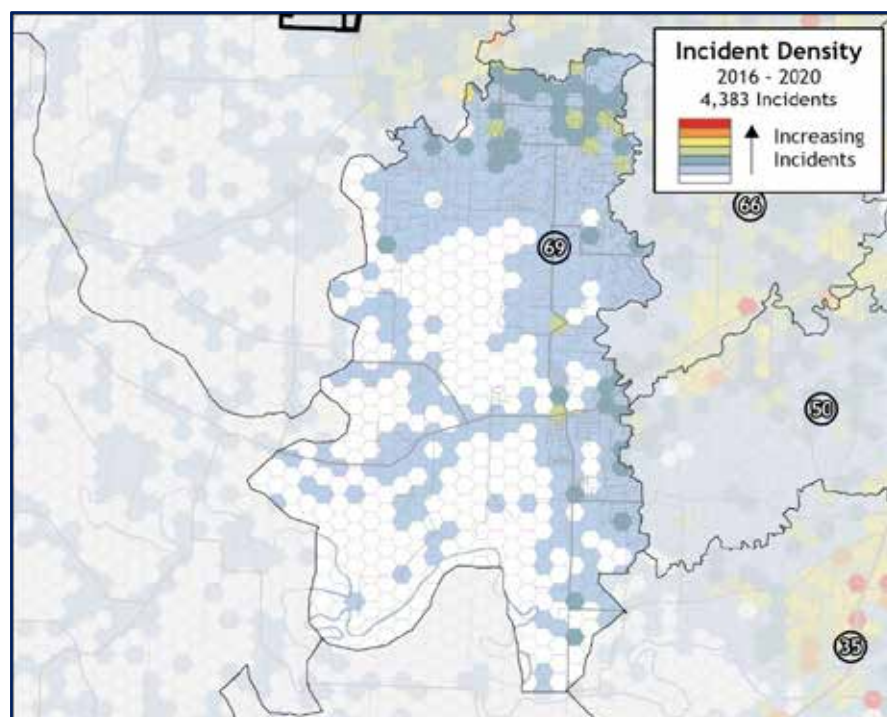 Incident Density
2016 - 2020
4,383 Incidents
Increasing
Incidents
66
69
50
35